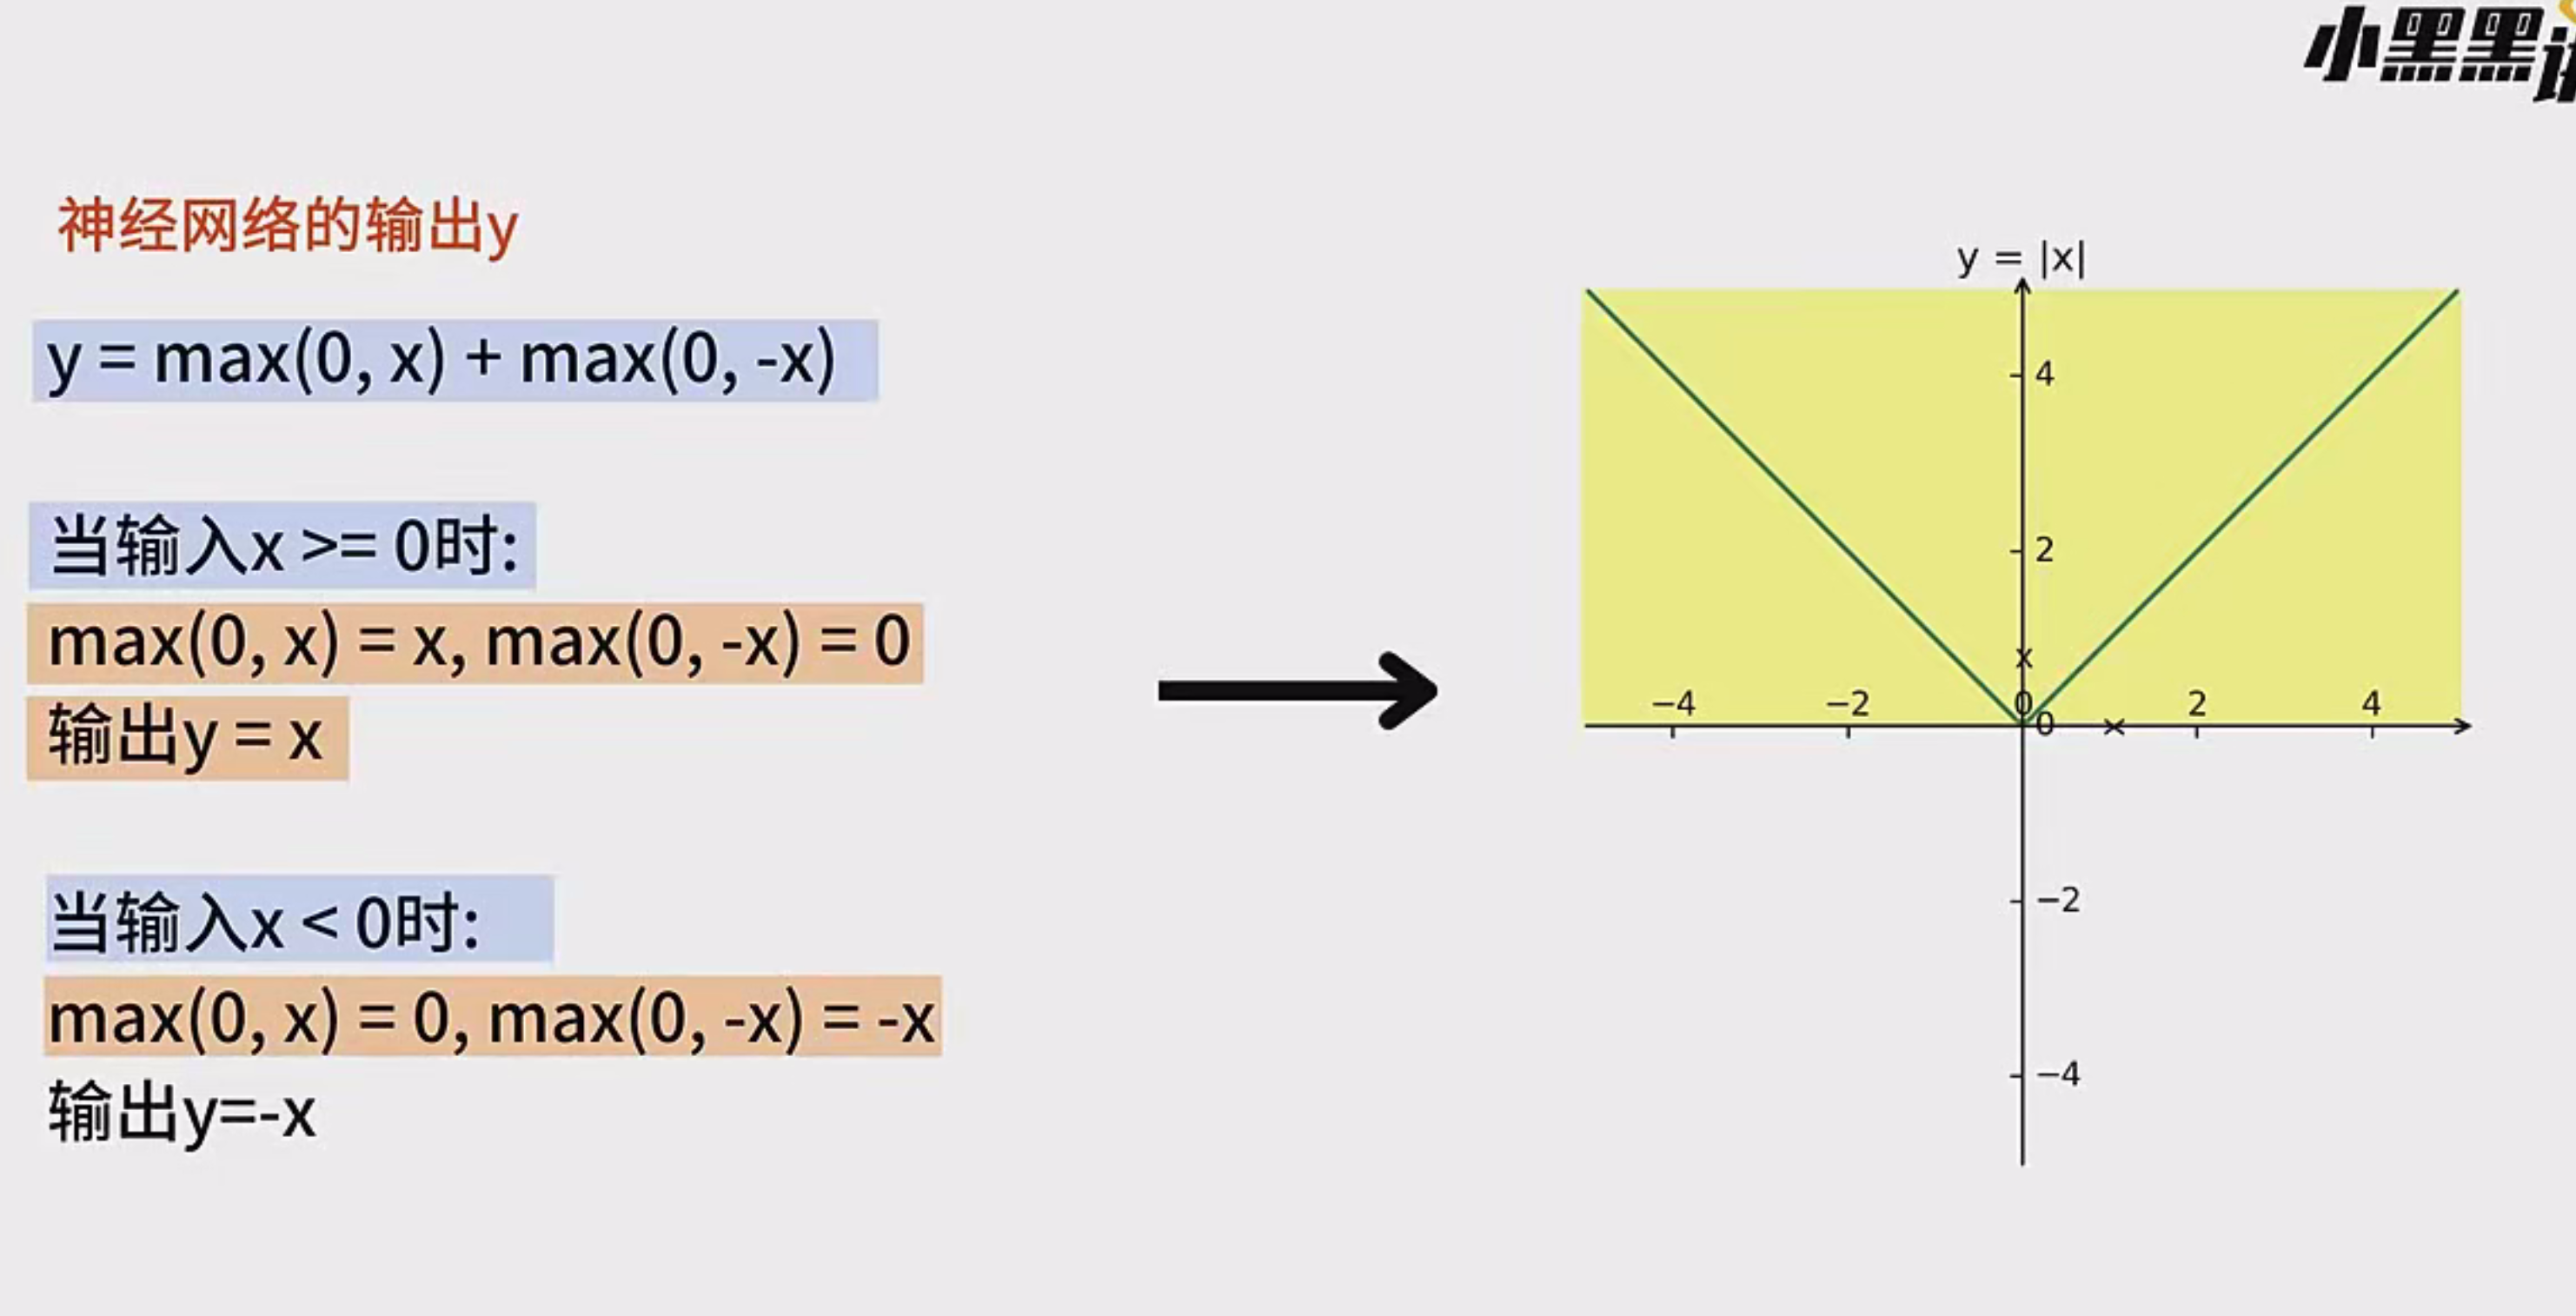 小黑黑讲
神经网络的输出y
y = max(0, x) + max(0, -x)
当输入x >= 0时:
max(0, x) = x, max(0, -x) = 0
输出y = x
当输入x < 0时:
max(0, x) = 0, max(0, -x) = -x
输出y=-x
y = |x|
4
2
x
−4 −2 0 2 4
0 x
−2
−4